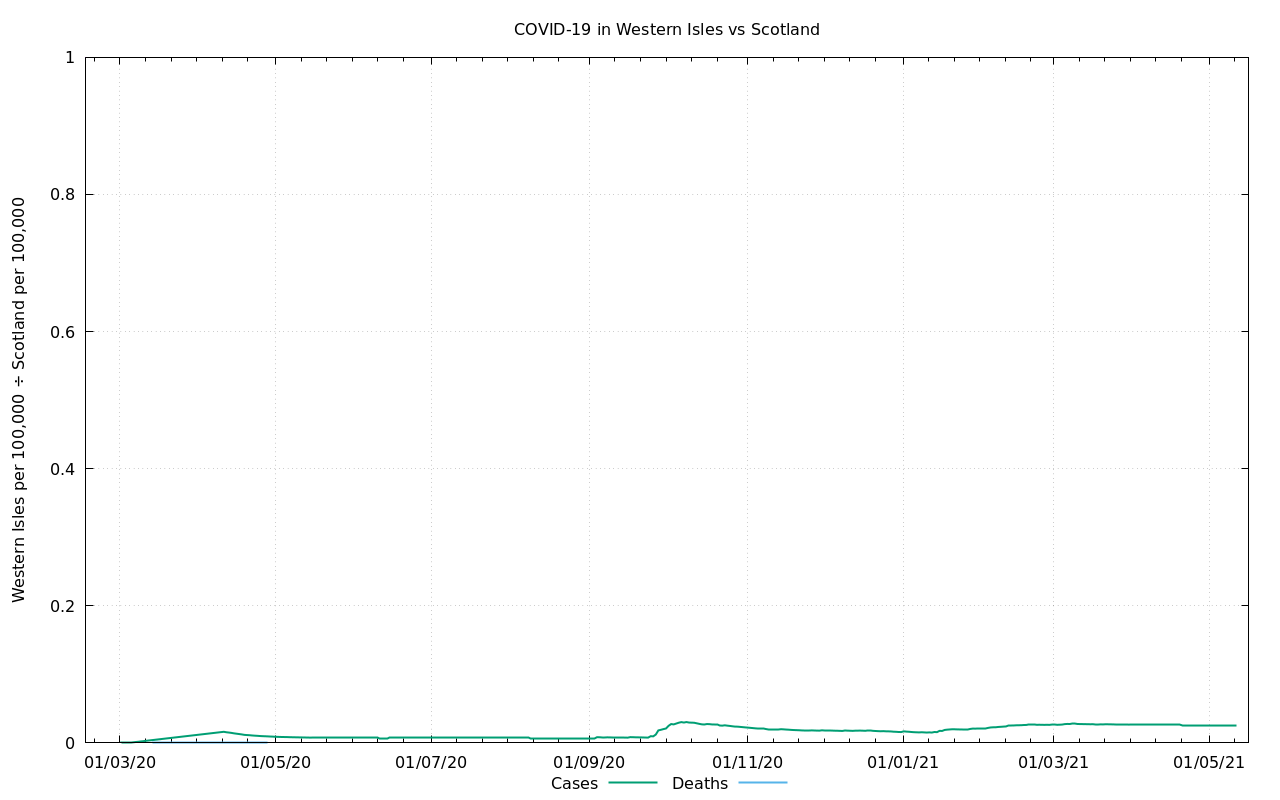 COVID-19 in Western Isles vs Scotland
Western Isles per 100,000 ÷ Scotland per 100,000
1
0.8
0.6
0.4
0.2
0
01/03/20 01/05/20 01/07/20 01/09/20 01/11/20 01/01/21 01/03/21 01/05/21
Cases Deaths